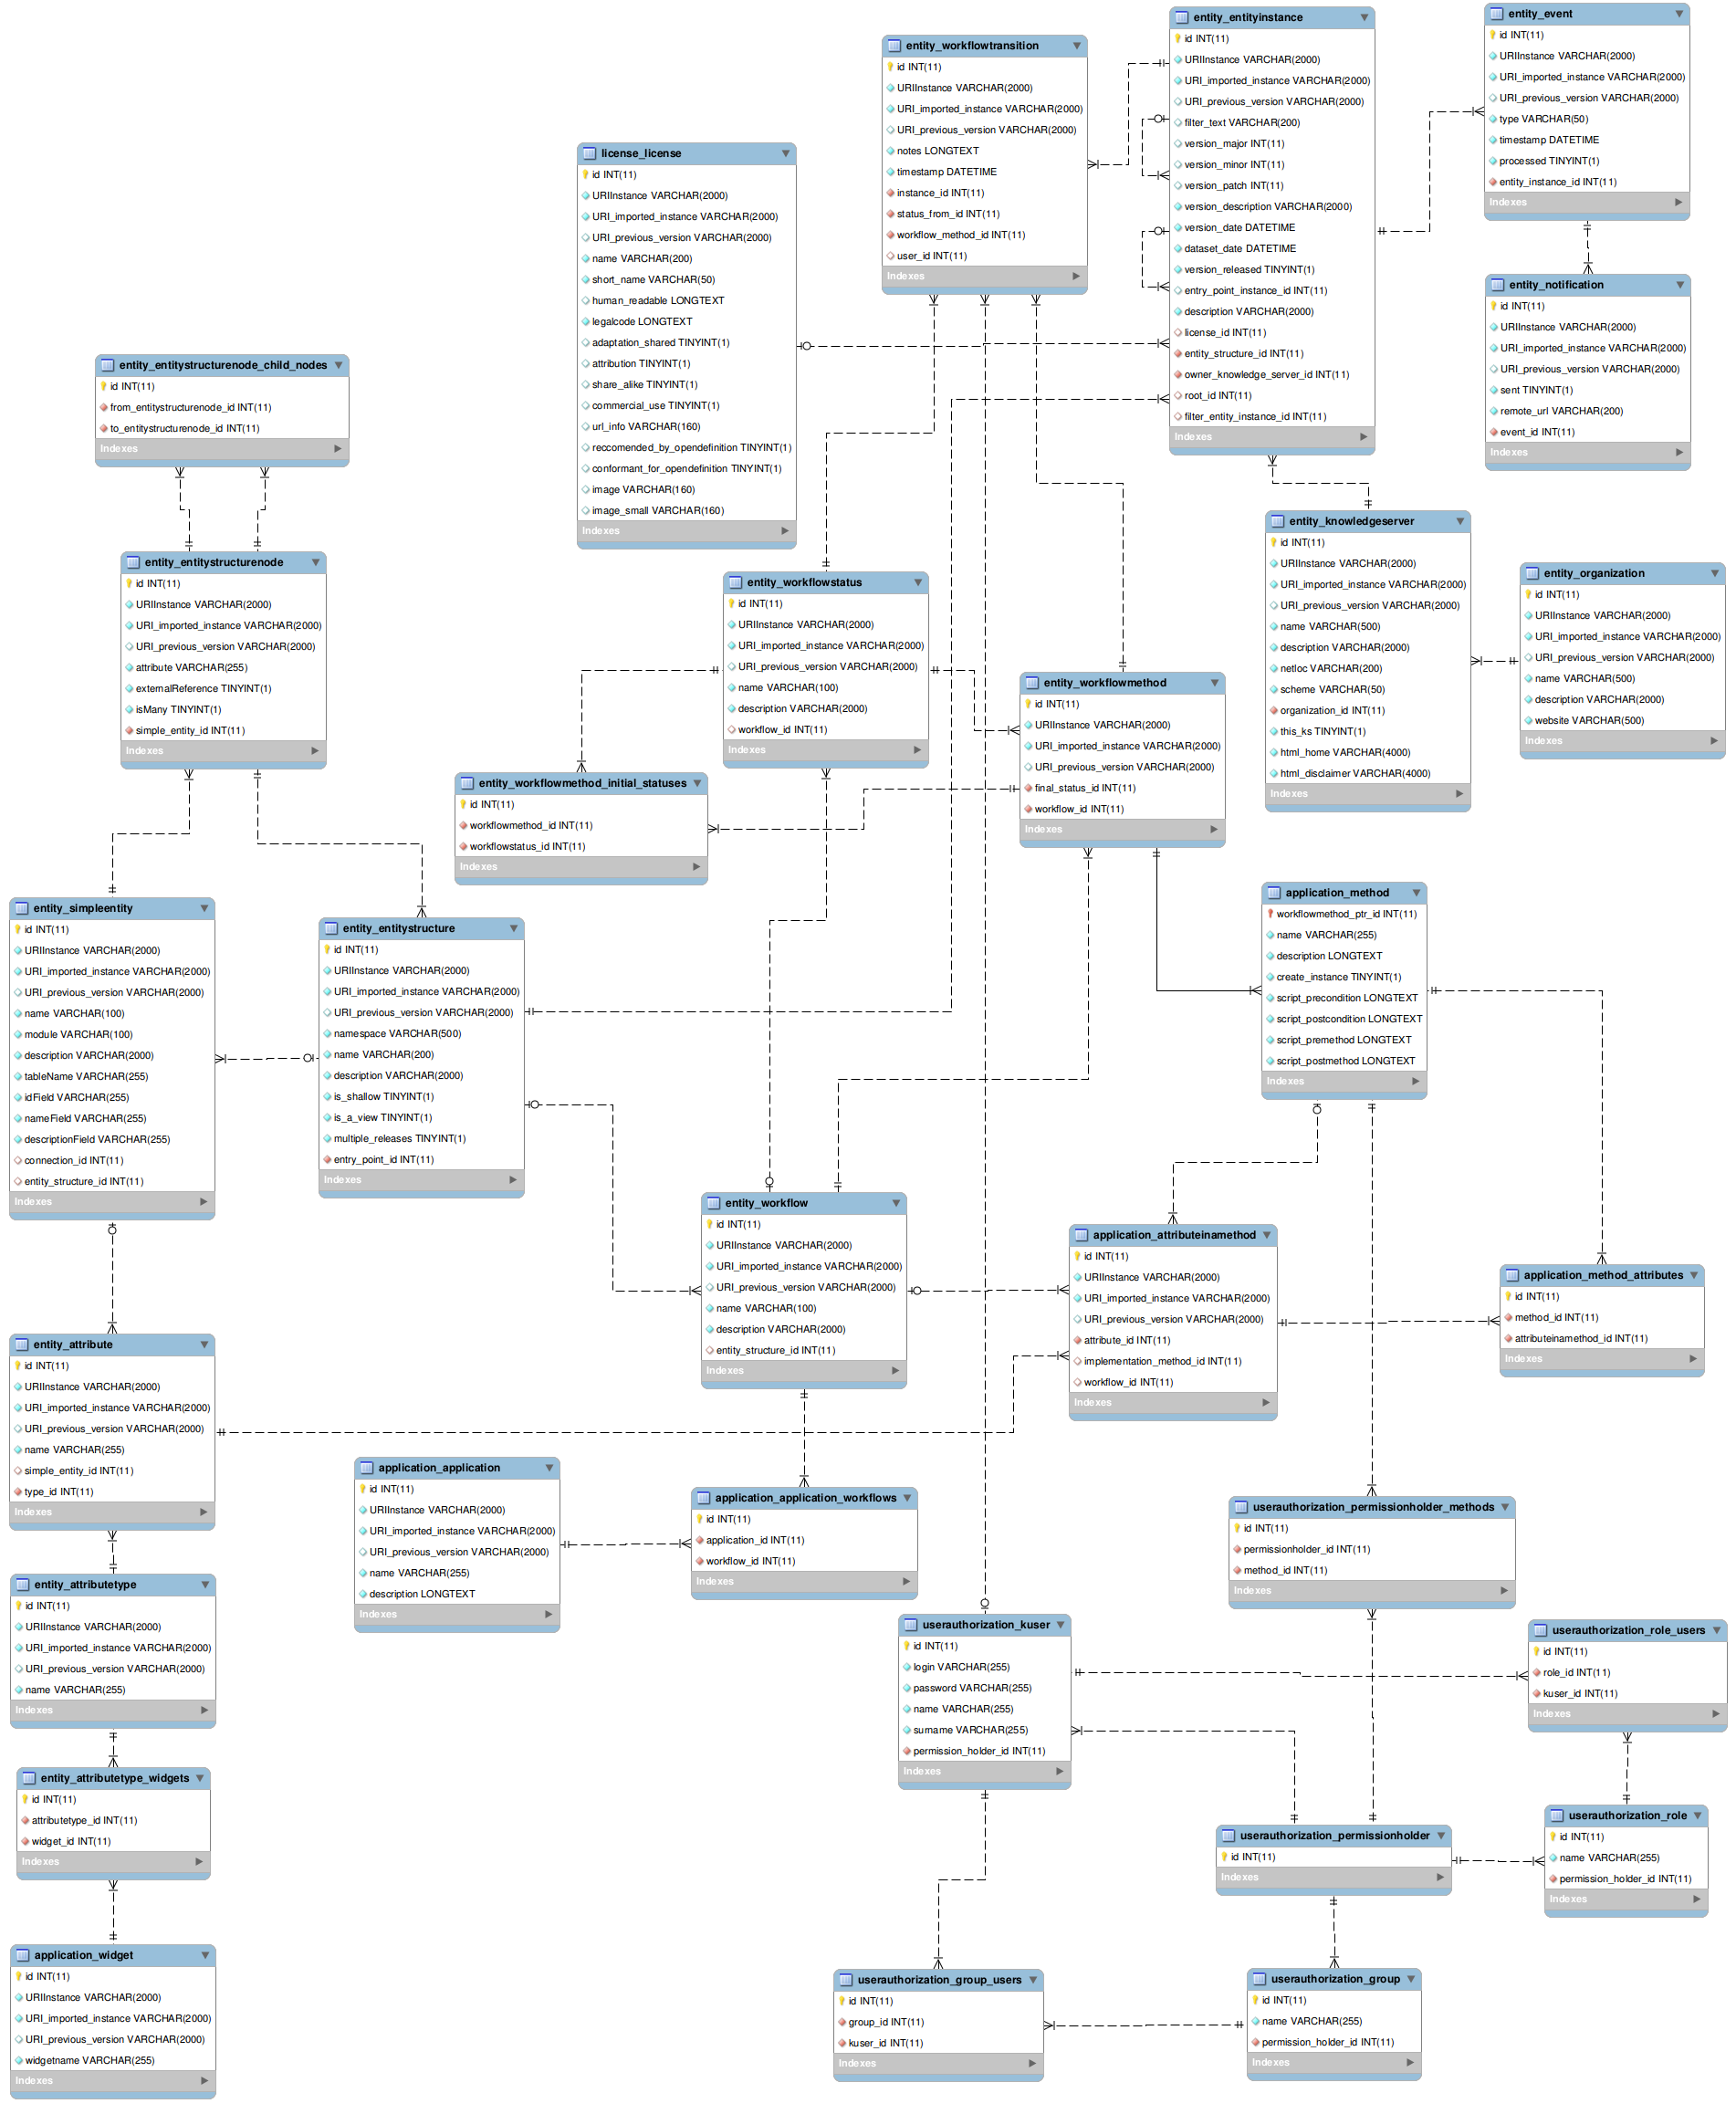 entity_entityinstance
id INT(11)
URIInstance VARCHAR(2000)
URI_imported_instance VARCHAR(2000)
URI_previous_version VARCHAR(2000)
filter_text VARCHAR(200)
version_major INT(11)
version_minor INT(11)
version_patch INT(11)
version_description VARCHAR(2000)
version_date DATETIME
dataset_date DATETIME
version_released TINYINT(1)
entry_point_instance_id INT(11)
description VARCHAR(2000)
license_id INT(11)
entity_structure_id INT(11)
owner_knowledge_server_id INT(11)
root_id INT(11)
filter_entity_instance_id INT(11)
Indexes
entity_event
id INT(11)
URIInstance VARCHAR(2000)
URI_imported_instance VARCHAR(2000)
URI_previous_version VARCHAR(2000)
type VARCHAR(50)
timestamp DATETIME
processed TINYINT(1)
entity_instance_id INT(11)
Indexes
entity_workflowtransition
id INT(11)
URIInstance VARCHAR(2000)
URI_imported_instance VARCHAR(2000)
URI_previous_version VARCHAR(2000)
notes LONGTEXT
timestamp DATETIME
instance_id INT(11)
status_from_id INT(11)
workflow_method_id INT(11)
user_id INT(11)
Indexes
license_license
id INT(11)
URIInstance VARCHAR(2000)
URI_imported_instance VARCHAR(2000)
URI_previous_version VARCHAR(2000)
name VARCHAR(200)
short_name VARCHAR(50)
human_readable LONGTEXT
legalcode LONGTEXT
adaptation_shared TINYINT(1)
attribution TINYINT(1)
share_alike TINYINT(1)
commercial_use TINYINT(1)
url_info VARCHAR(160)
reccomended_by_opendefinition TINYINT(1)
conformant_for_opendefinition TINYINT(1)
image VARCHAR(160)
image_small VARCHAR(160)
Indexes
entity_notification
id INT(11)
URIInstance VARCHAR(2000)
URI_imported_instance VARCHAR(2000)
URI_previous_version VARCHAR(2000)
sent TINYINT(1)
remote_url VARCHAR(200)
event_id INT(11)
Indexes
entity_entitystructurenode_child_nodes
id INT(11)
from_entitystructurenode_id INT(11)
to_entitystructurenode_id INT(11)
Indexes
entity_knowledgeserver
id INT(11)
URIInstance VARCHAR(2000)
URI_imported_instance VARCHAR(2000)
URI_previous_version VARCHAR(2000)
name VARCHAR(500)
description VARCHAR(2000)
netloc VARCHAR(200)
scheme VARCHAR(50)
organization_id INT(11)
this_ks TINYINT(1)
html_home VARCHAR(4000)
html_disclaimer VARCHAR(4000)
Indexes
entity_entitystructurenode
id INT(11)
URIInstance VARCHAR(2000)
URI_imported_instance VARCHAR(2000)
URI_previous_version VARCHAR(2000)
attribute VARCHAR(255)
externalReference TINYINT(1)
isMany TINYINT(1)
simple_entity_id INT(11)
Indexes
entity_organization
id INT(11)
URIInstance VARCHAR(2000)
URI_imported_instance VARCHAR(2000)
URI_previous_version VARCHAR(2000)
name VARCHAR(500)
description VARCHAR(2000)
website VARCHAR(500)
Indexes
entity_workflowstatus
id INT(11)
URIInstance VARCHAR(2000)
URI_imported_instance VARCHAR(2000)
URI_previous_version VARCHAR(2000)
name VARCHAR(100)
description VARCHAR(2000)
workflow_id INT(11)
Indexes
entity_workflowmethod
id INT(11)
URIInstance VARCHAR(2000)
URI_imported_instance VARCHAR(2000)
URI_previous_version VARCHAR(2000)
final_status_id INT(11)
workflow_id INT(11)
Indexes
entity_workflowmethod_initial_statuses
id INT(11)
workflowmethod_id INT(11)
workflowstatus_id INT(11)
Indexes
application_method
workflowmethod_ptr_id INT(11)
name VARCHAR(255)
description LONGTEXT
create_instance TINYINT(1)
script_precondition LONGTEXT
script_postcondition LONGTEXT
script_premethod LONGTEXT
script_postmethod LONGTEXT
Indexes
entity_simpleentity
id INT(11)
URIInstance VARCHAR(2000)
URI_imported_instance VARCHAR(2000)
URI_previous_version VARCHAR(2000)
name VARCHAR(100)
module VARCHAR(100)
description VARCHAR(2000)
tableName VARCHAR(255)
idField VARCHAR(255)
nameField VARCHAR(255)
descriptionField VARCHAR(255)
connection_id INT(11)
entity_structure_id INT(11)
Indexes
entity_entitystructure
id INT(11)
URIInstance VARCHAR(2000)
URI_imported_instance VARCHAR(2000)
URI_previous_version VARCHAR(2000)
namespace VARCHAR(500)
name VARCHAR(200)
description VARCHAR(2000)
is_shallow TINYINT(1)
is_a_view TINYINT(1)
multiple_releases TINYINT(1)
entry_point_id INT(11)
Indexes
entity_workflow
id INT(11)
URIInstance VARCHAR(2000)
URI_imported_instance VARCHAR(2000)
URI_previous_version VARCHAR(2000)
name VARCHAR(100)
description VARCHAR(2000)
entity_structure_id INT(11)
Indexes
application_attributeinamethod
id INT(11)
URIInstance VARCHAR(2000)
URI_imported_instance VARCHAR(2000)
URI_previous_version VARCHAR(2000)
attribute_id INT(11)
implementation_method_id INT(11)
workflow_id INT(11)
Indexes
application_method_attributes
id INT(11)
method_id INT(11)
attributeinamethod_id INT(11)
Indexes
entity_attribute
id INT(11)
URIInstance VARCHAR(2000)
URI_imported_instance VARCHAR(2000)
URI_previous_version VARCHAR(2000)
name VARCHAR(255)
simple_entity_id INT(11)
type_id INT(11)
Indexes
application_application
id INT(11)
URIInstance VARCHAR(2000)
URI_imported_instance VARCHAR(2000)
URI_previous_version VARCHAR(2000)
name VARCHAR(255)
description LONGTEXT
Indexes
application_application_workflows
id INT(11)
application_id INT(11)
workflow_id INT(11)
Indexes
userauthorization_permissionholder_methods
id INT(11)
permissionholder_id INT(11)
method_id INT(11)
Indexes
entity_attributetype
id INT(11)
URIInstance VARCHAR(2000)
URI_imported_instance VARCHAR(2000)
URI_previous_version VARCHAR(2000)
name VARCHAR(255)
Indexes
userauthorization_kuser
id INT(11)
login VARCHAR(255)
password VARCHAR(255)
name VARCHAR(255)
surname VARCHAR(255)
permission_holder_id INT(11)
Indexes
userauthorization_role_users
id INT(11)
role_id INT(11)
kuser_id INT(11)
Indexes
entity_attributetype_widgets
id INT(11)
attributetype_id INT(11)
widget_id INT(11)
Indexes
userauthorization_permissionholder
id INT(11)
Indexes
userauthorization_role
id INT(11)
name VARCHAR(255)
permission_holder_id INT(11)
Indexes
application_widget
id INT(11)
URIInstance VARCHAR(2000)
URI_imported_instance VARCHAR(2000)
URI_previous_version VARCHAR(2000)
widgetname VARCHAR(255)
Indexes
userauthorization_group_users
id INT(11)
group_id INT(11)
kuser_id INT(11)
Indexes
userauthorization_group
id INT(11)
name VARCHAR(255)
permission_holder_id INT(11)
Indexes